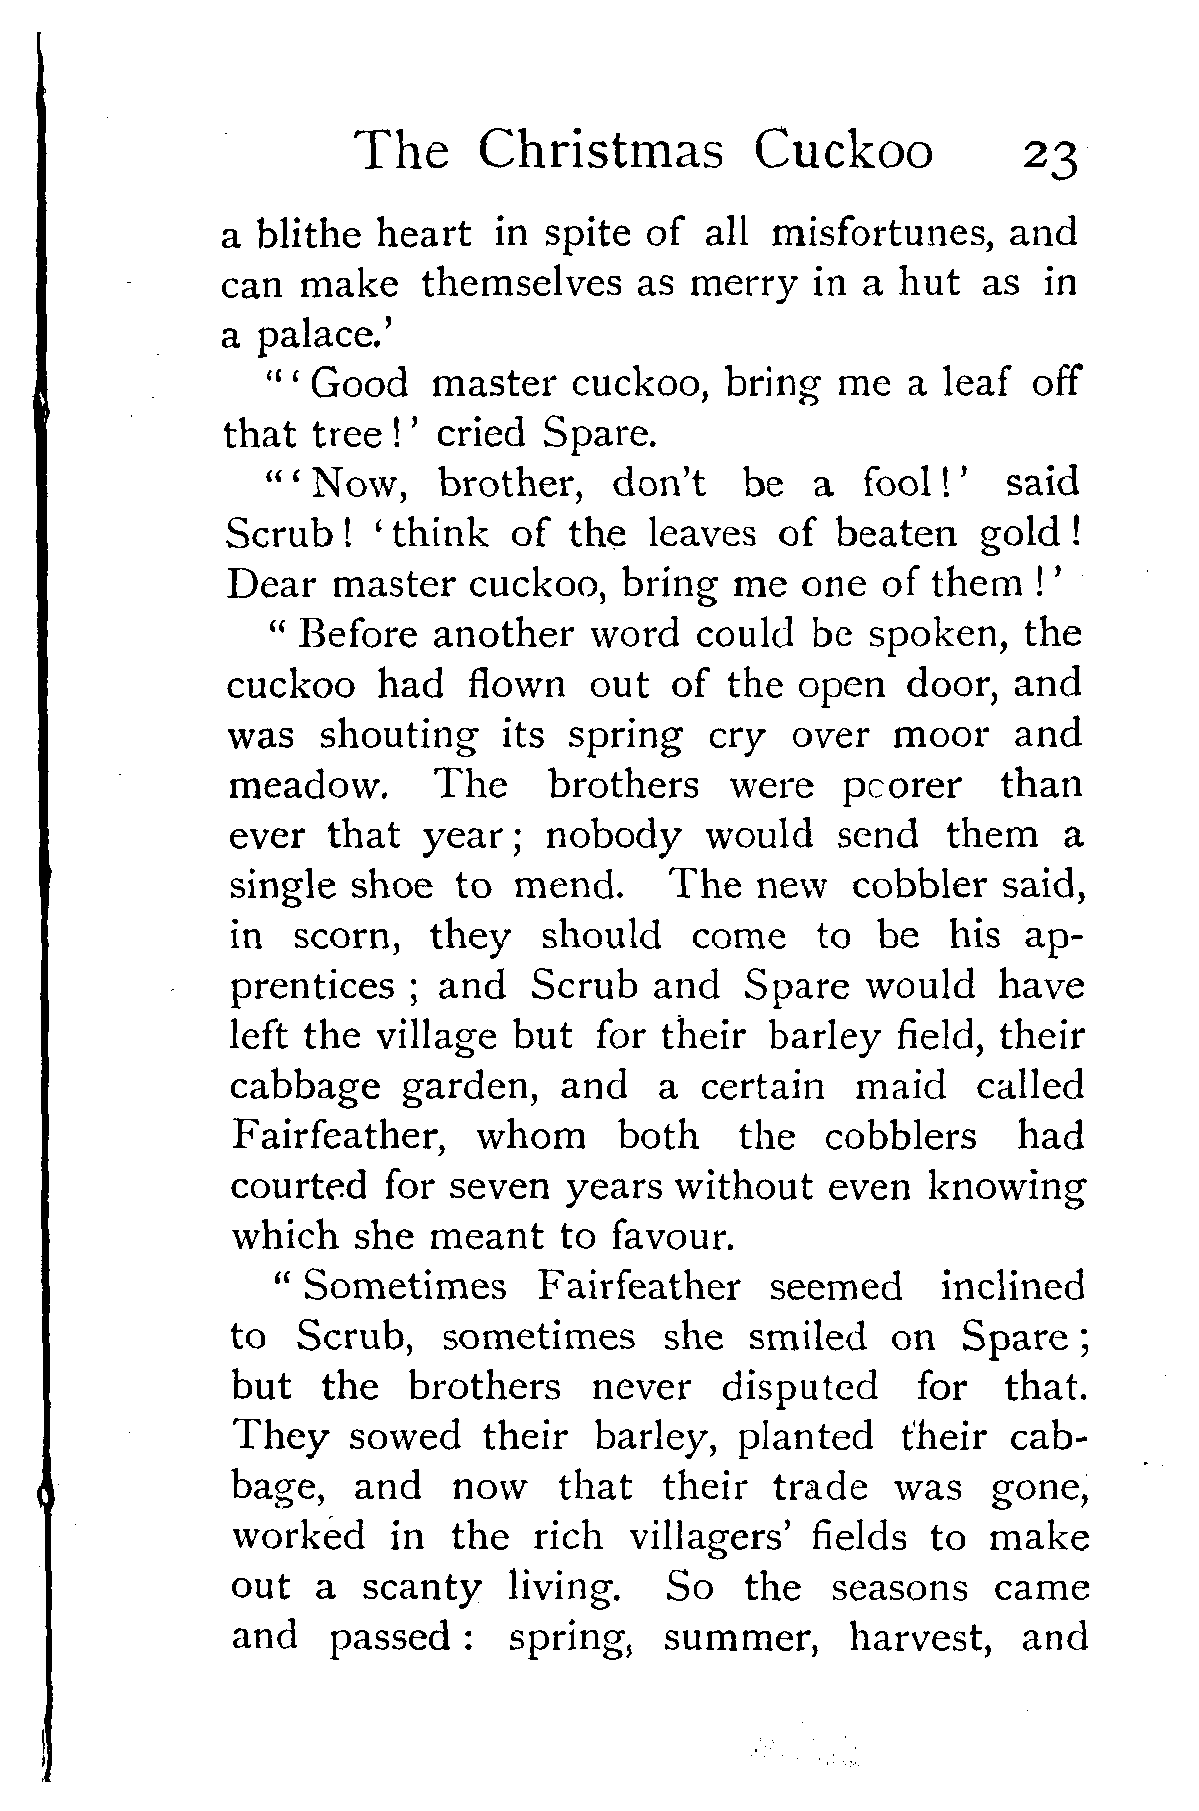 The Christmas Cuckoo 23
a blithe heart in spite of all misfortunes, and
can make themselves as merry in a hut as in
a palace.’
“‘Good master cuckoo, bring me a leaf off
that tree!’ cried Spare.
“‘Now, brother, don’t be a fool!’ said
Scrub! ‘think of the leaves of beaten gold!
Dear master cuckoo, bring me one of them!’
“Before another word could be spoken, the
cuckoo had flown out of the open door, and
was shouting its spring cry over moor and
meadow. The brothers were poorer than
ever that year; nobody would send them a
single shoe to mend. The new cobbler said,
in scorn, they should come to be his ap-
prentices; and Scrub and Spare would have
left the village but for their barley field, their
cabbage garden, and a certain maid called
Fairfeather, whom both the cobblers had
courted for seven years without even knowing
which she meant to favour.
“Sometimes Fairfeather seemed inclined
to Scrub, sometimes she smiled on Spare;
but the brothers never disputed for that.
They sowed their barley, planted their cab-
bage, and now that their trade was gone,
worked in the rich villagers’ fields to make
out a scanty living. So the seasons came
and passed: spring, summer, harvest, and